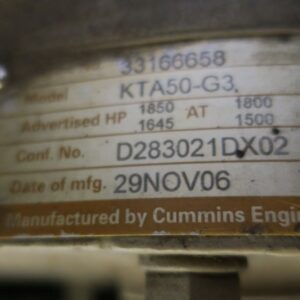 33166658
Model KTA50-G3
Advertised HP 1850 1645 AT 1800 1500
Conf. No. D283021DX02
Date of mfg. 29NOV06
Manufactured by Cummins Engin